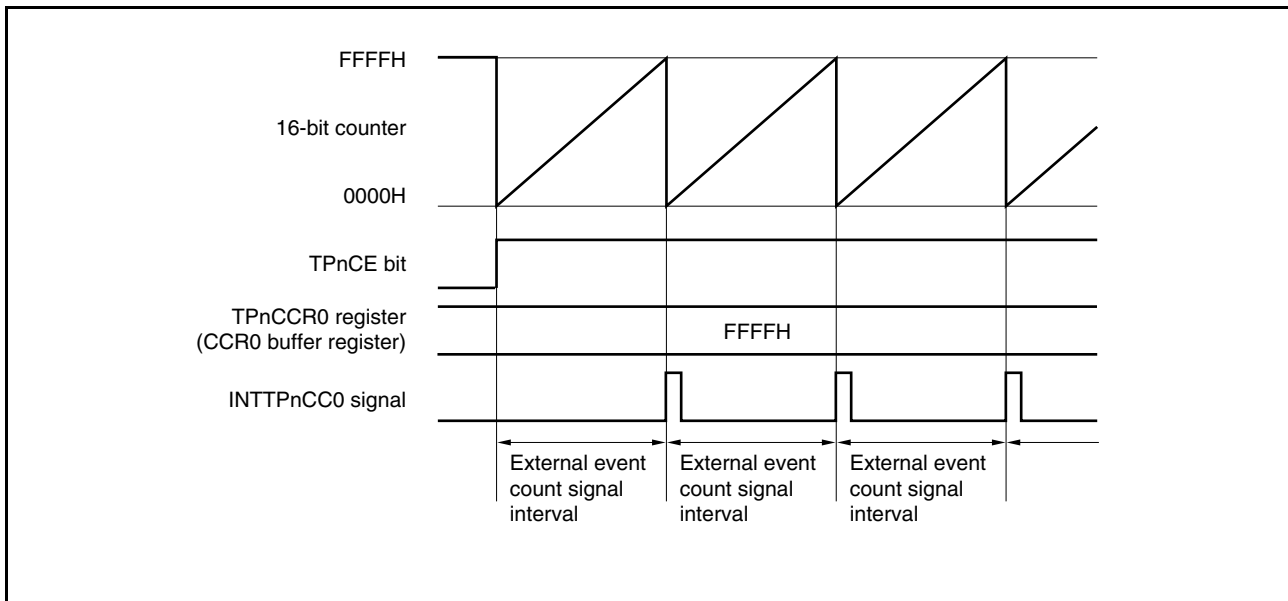 FFFFH
16-bit counter
0000H
TPnCE bit
TPnCCR0 register
(CCR0 buffer register)
FFFFH
INTTPnCC0 signal
External event
count signal
interval
External event
count signal
interval
External event
count signal
interval